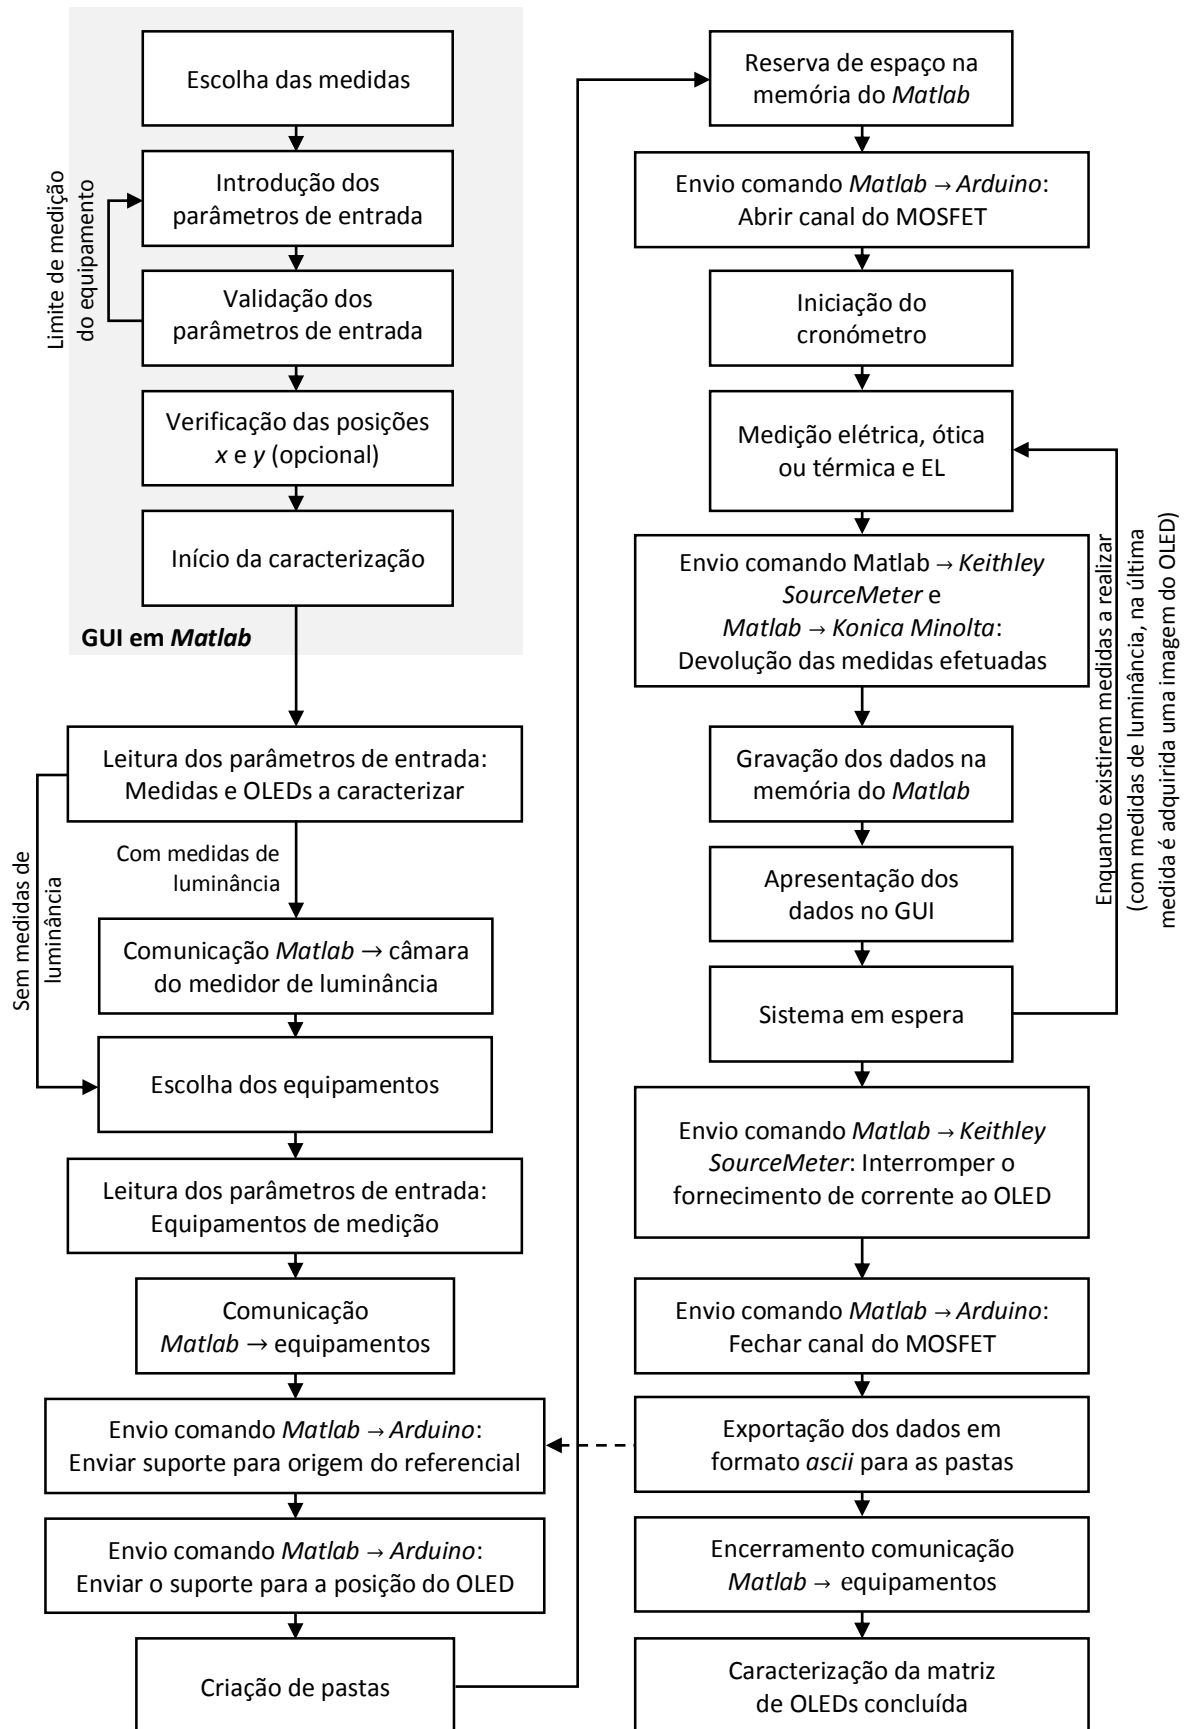 Escolha das medidas
Introdução dos
parâmetros de entrada
Limite de medição
do equipamento
Validação dos
parâmetros de entrada
Verificação das posições
x e y (opcional)
Início da caracterização
GUI em Matlab
Leitura dos parâmetros de entrada:
Medidas e OLEDs a caracterizar
Com medidas de
luminância
Sem medidas de
luminância
Comunicação Matlab → câmara
do medidor de luminância
Escolha dos equipamentos
Leitura dos parâmetros de entrada:
Equipamentos de medição
Comunicação
Matlab → equipamentos
Envio comando Matlab → Arduino:
Enviar suporte para origem do referencial
Envio comando Matlab → Arduino:
Enviar o suporte para a posição do OLED
Criação de pastas
Reserva de espaço na
memória do Matlab
Envio comando Matlab → Arduino:
Abrir canal do MOSFET
Iniciação do
cronómetro
Medição elétrica, ótica
ou térmica e EL
Envio comando Matlab → Keithley
SourceMeter e
Matlab → Konica Minolta:
Devolução das medidas efetuadas
Gravação dos dados na
memória do Matlab
Apresentação dos
dados no GUI
Sistema em espera
Enquanto existirem medidas a realizar
(com medidas de luminância, na última
medida é adquirida uma imagem do OLED)
Envio comando Matlab → Keithley
SourceMeter: Interromper o
fornecimento de corrente ao OLED
Envio comando Matlab → Arduino:
Fechar canal do MOSFET
Exportação dos dados em
formato ascii para as pastas
Encerramento comunicação
Matlab → equipamentos
Caracterização da matriz
de OLEDs concluída